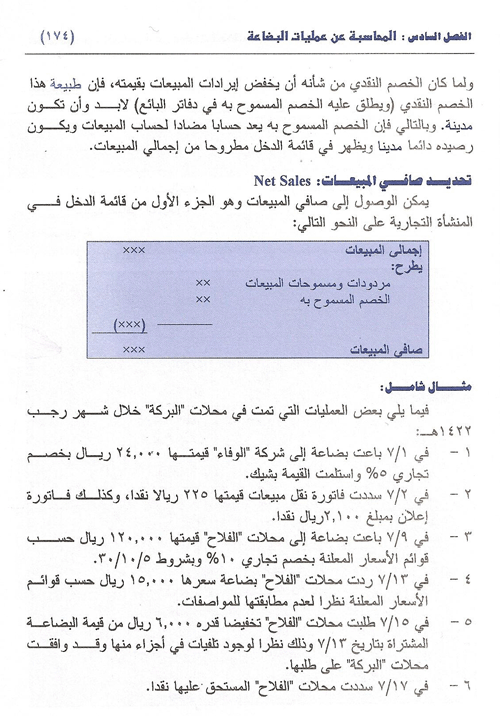 الفصل السادس : المحاسبة عن عمليات البضاعة (١٧٤)
ولما كان الخصم النقدي من شأنه أن يخفض إيرادات المبيعات بقيمته، فإن طبيعة هذا
الخصم النقدي (ويطلق عليه الخصم المسموح به في دفاتر البائع) لابد وأن تكون
مدينة. وبالتالي فإن الخصم المسموح به يعد حسابا مضادا لحساب المبيعات ويكون
رصيده دائما مدينا ويظهر في قائمة الدخل مطروحا من إجمالي المبيعات.
تحديد صافي المبيعات: Net Sales
يمكن الوصول إلى صافي المبيعات وهو الجزء الأول من قائمة الدخل في
المنشأة التجارية على النحو التالي:
إجمالي المبيعات ×××
يطرح:
مردودات ومسموحات المبيعات ××
الخصم المسموح به ××
(×××)
صافي المبيعات ×××
مثال شامل:
فيما يلي بعض العمليات التي تمت في محلات "البركة" خلال شهر رجب
١٤٢٢هـ:
١ - في ٧/١ باعت بضاعة إلى شركة "الوفاء" قيمتها ٢٤,٠٠٠ ريال بخصم
تجاري ٥% واستلمت القيمة بشيك.
٢ - في ٧/٢ سددت فاتورة نقل مبيعات قيمتها ٢٢٥ ريالا نقدا، وكذلك فاتورة
إعلان بمبلغ ٢,١٠٠ريال نقدا.
٣ - في ٧/٩ باعت بضاعة إلى محلات "الفلاح" قيمتها ١٢٠,٠٠٠ ريال حسب
قوائم الأسعار المعلنة بخصم تجاري ١٠% وبشروط ٣٠/١٠/٥.
٤ - في ٧/١٣ ردت محلات "الفلاح" بضاعة سعرها ١٥,٠٠٠ ريال حسب قوائم
الأسعار المعلنة نظرا لعدم مطابقتها للمواصفات.
٥ - في ٧/١٥ طلبت محلات "الفلاح" تخفيضا قدره ٦,٠٠٠ ريال من قيمة البضاعة
المشتراة بتاريخ ٧/١٣ وذلك نظرا لوجود تلفيات في أجزاء منها وقد وافقت
محلات "البركة" على طلبها.
٦ - في ٧/١٧ سددت محلات "الفلاح" المستحق عليها نقدا.